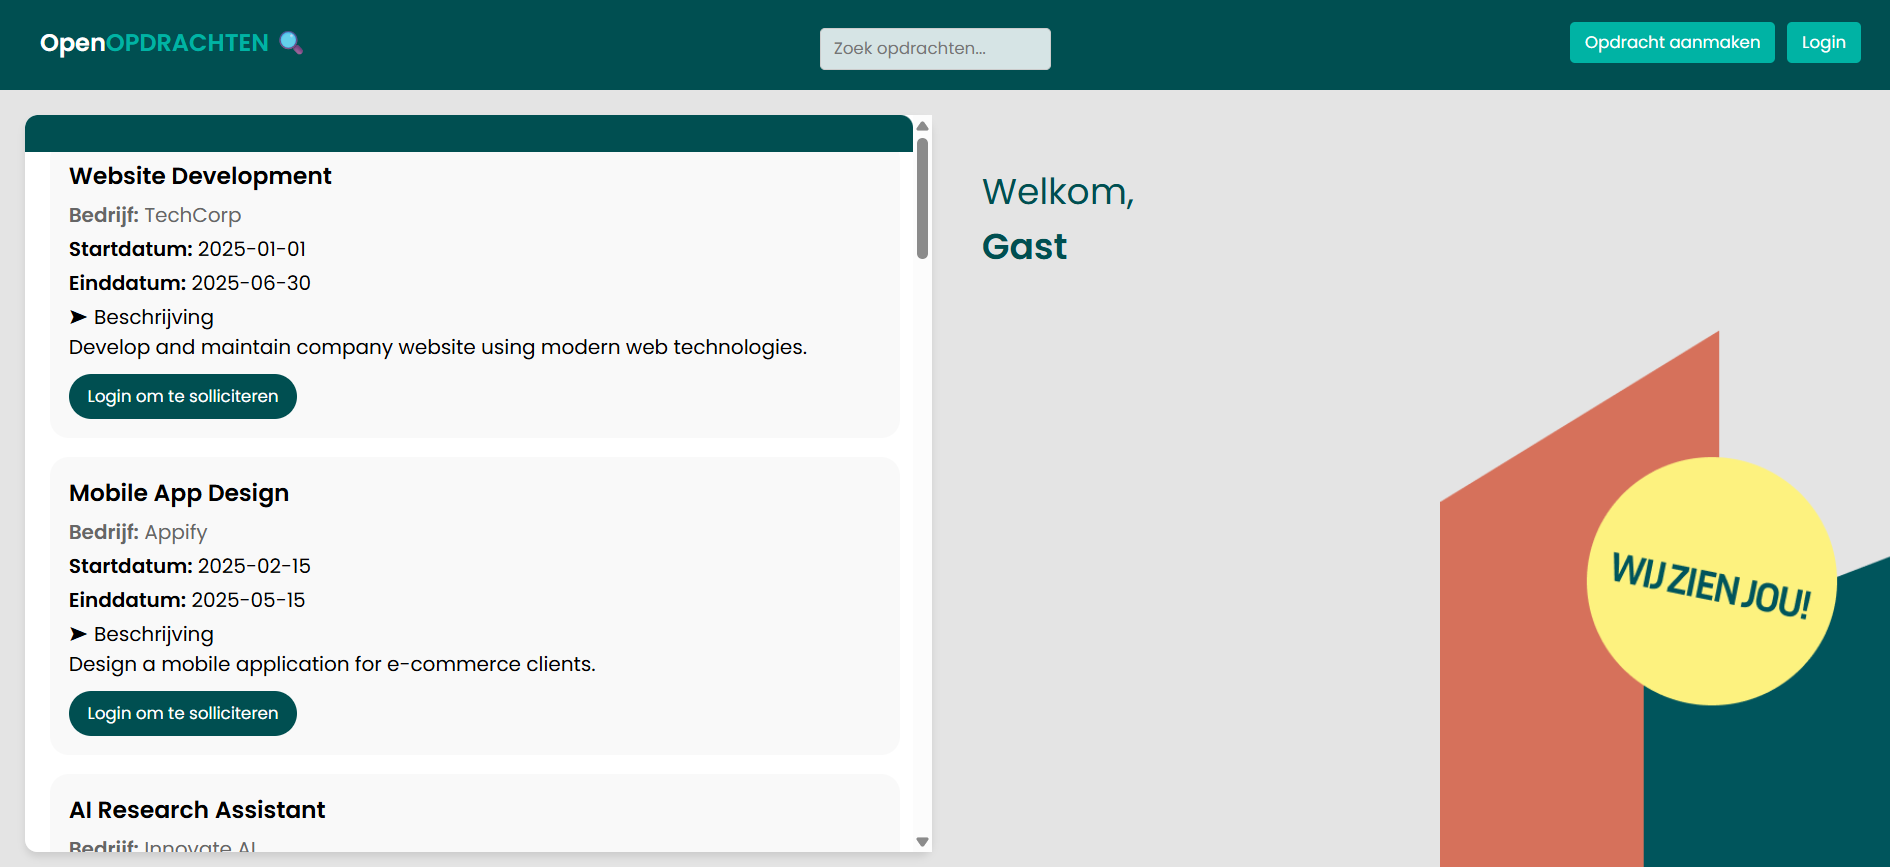 OpenOPDRACHTEN
Zoek opdrachten...
Opdracht aanmaken
Login
Website Development
Bedrijf: TechCorp
Startdatum: 2025-01-01
Einddatum: 2025-06-30
➤ Beschrijving
Develop and maintain company website using modern web technologies.
Login om te solliciteren
Mobile App Design
Bedrijf: Appify
Startdatum: 2025-02-15
Einddatum: 2025-05-15
➤ Beschrijving
Design a mobile application for e-commerce clients.
Login om te solliciteren
AI Research Assistant
Bedrijf: Innovate AI
Welkom,
Gast
WIJ ZIEN JOU!